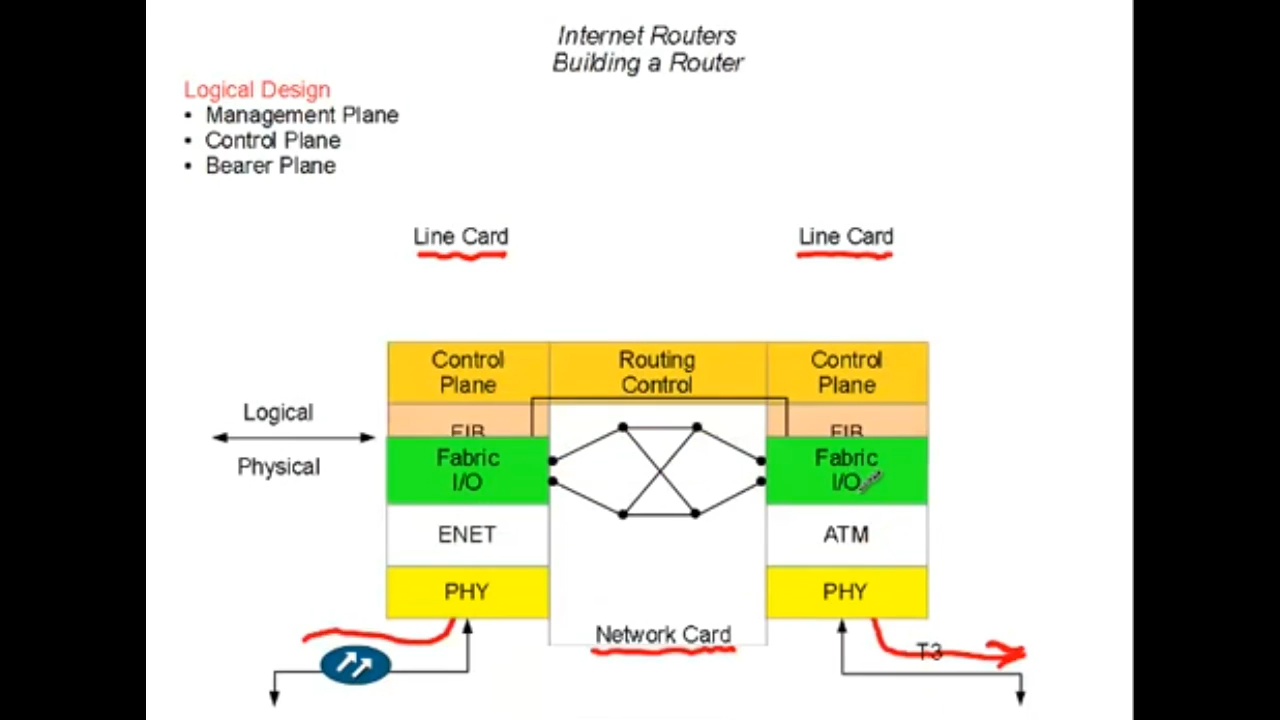 Internet Routers
Building a Router
Logical Design
• Management Plane
• Control Plane
• Bearer Plane
Line Card
Line Card
Control
Plane
Routing
Control
Control
Plane
Logical
FIB
FIB
Physical
Fabric
I/O
Fabric
I/O
ENET
ATM
PHY
PHY
Network Card
T3